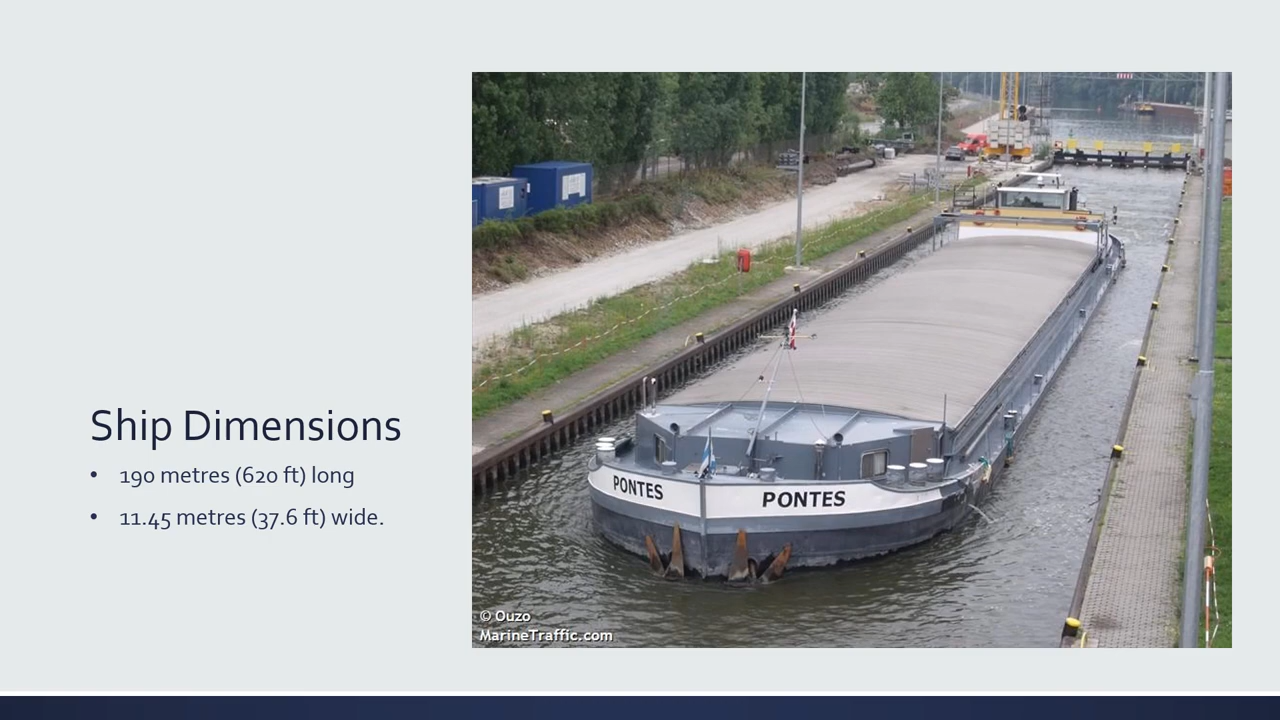 Ship Dimensions
• 190 metres (620 ft) long
• 11.45 metres (37.6 ft) wide.
PONTES
PONTES
© Ouzo
MarineTraffic.com